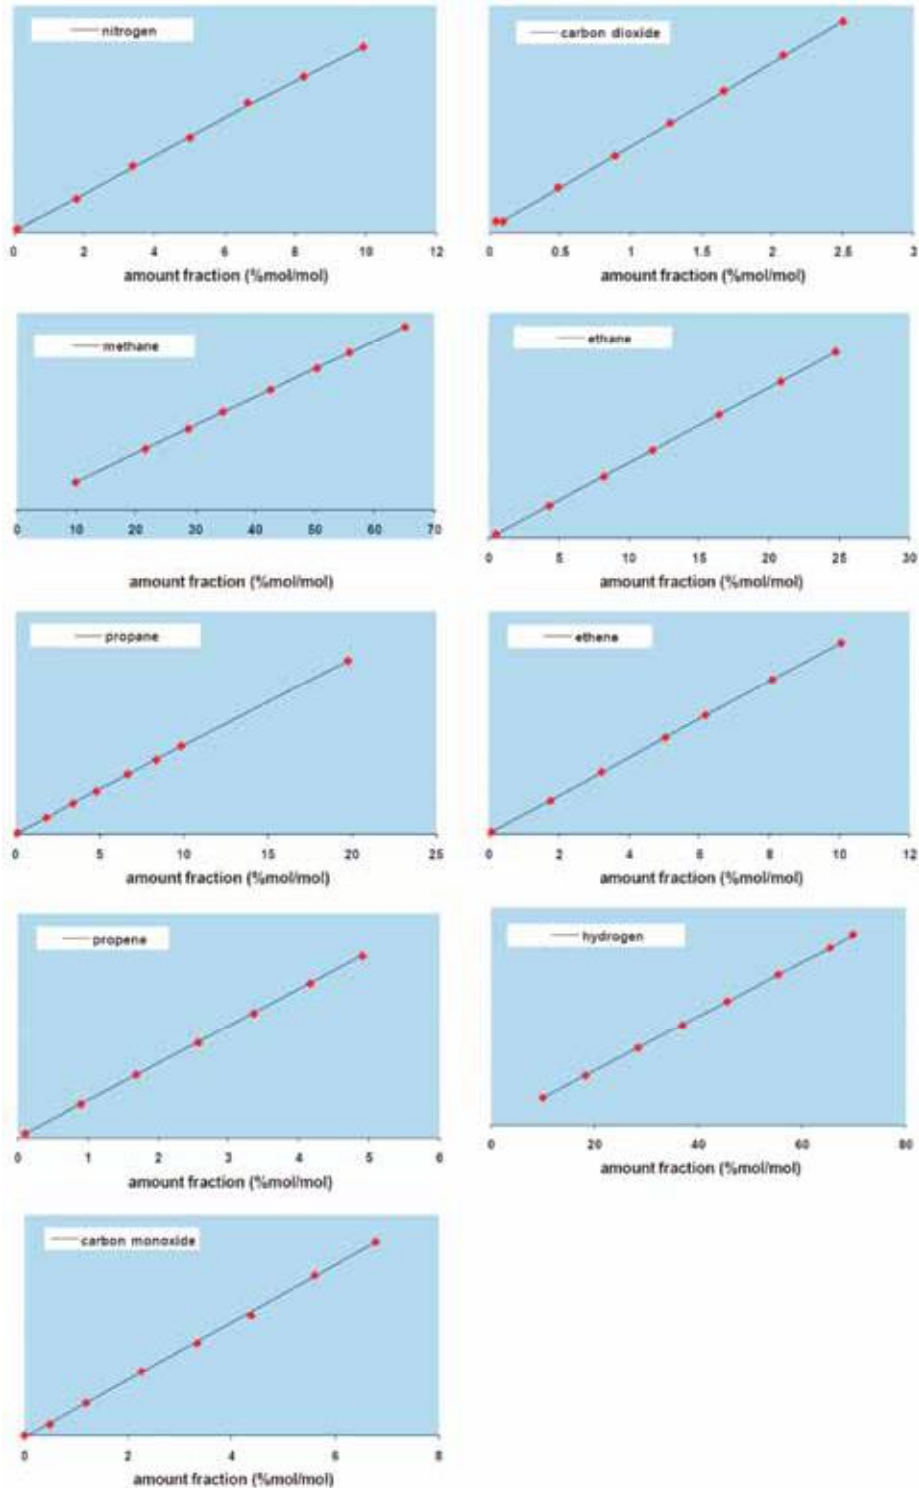 nitrogen
0 2 4 6 8 10 12
amount fraction (%mol/mol)
carbon dioxide
0 0.5 1 1.5 2 2.5 3
amount fraction (%mol/mol)
methane
0 10 20 30 40 50 60 70
amount fraction (%mol/mol)
ethane
0 5 10 15 20 25 30
amount fraction (%mol/mol)
propane
0 5 10 15 20 25
amount fraction (%mol/mol)
ethene
0 2 4 6 8 10 12
amount fraction (%mol/mol)
propene
0 1 2 3 4 5 6
amount fraction (%mol/mol)
hydrogen
0 20 40 60 80
amount fraction (%mol/mol)
carbon monoxide
0 2 4 6 8
amount fraction (%mol/mol)